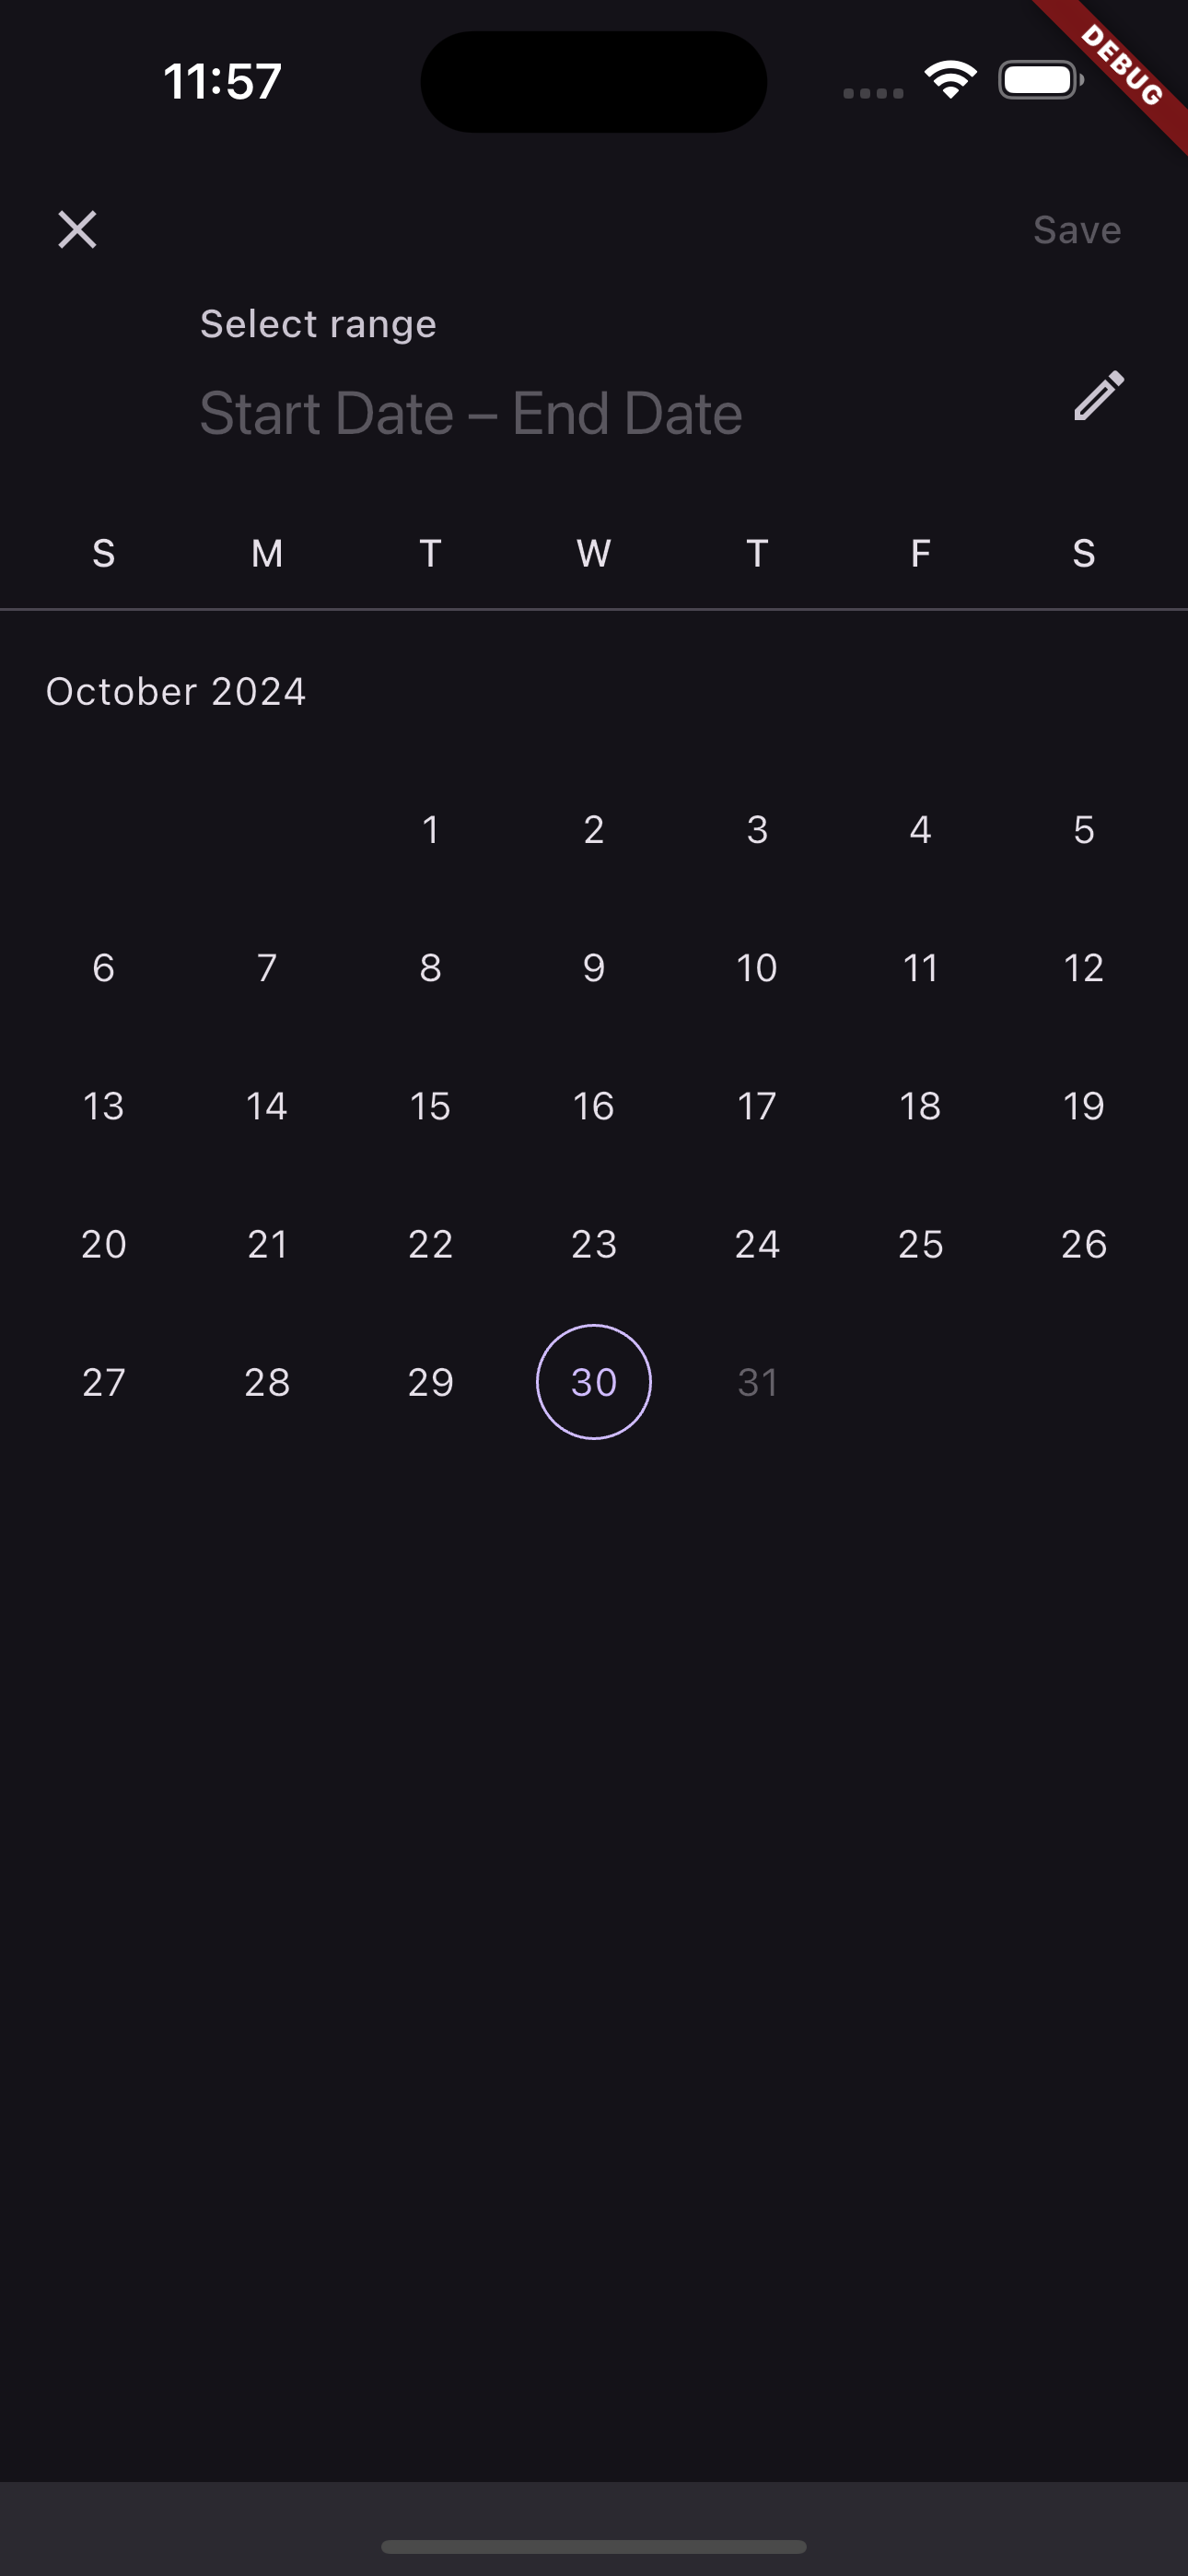 11:57
DEBUG
Save
Select range
Start Date – End Date
S M T W T F S
October 2024
1 2 3 4 5
6 7 8 9 10 11 12
13 14 15 16 17 18 19
20 21 22 23 24 25 26
27 28 29 30 31